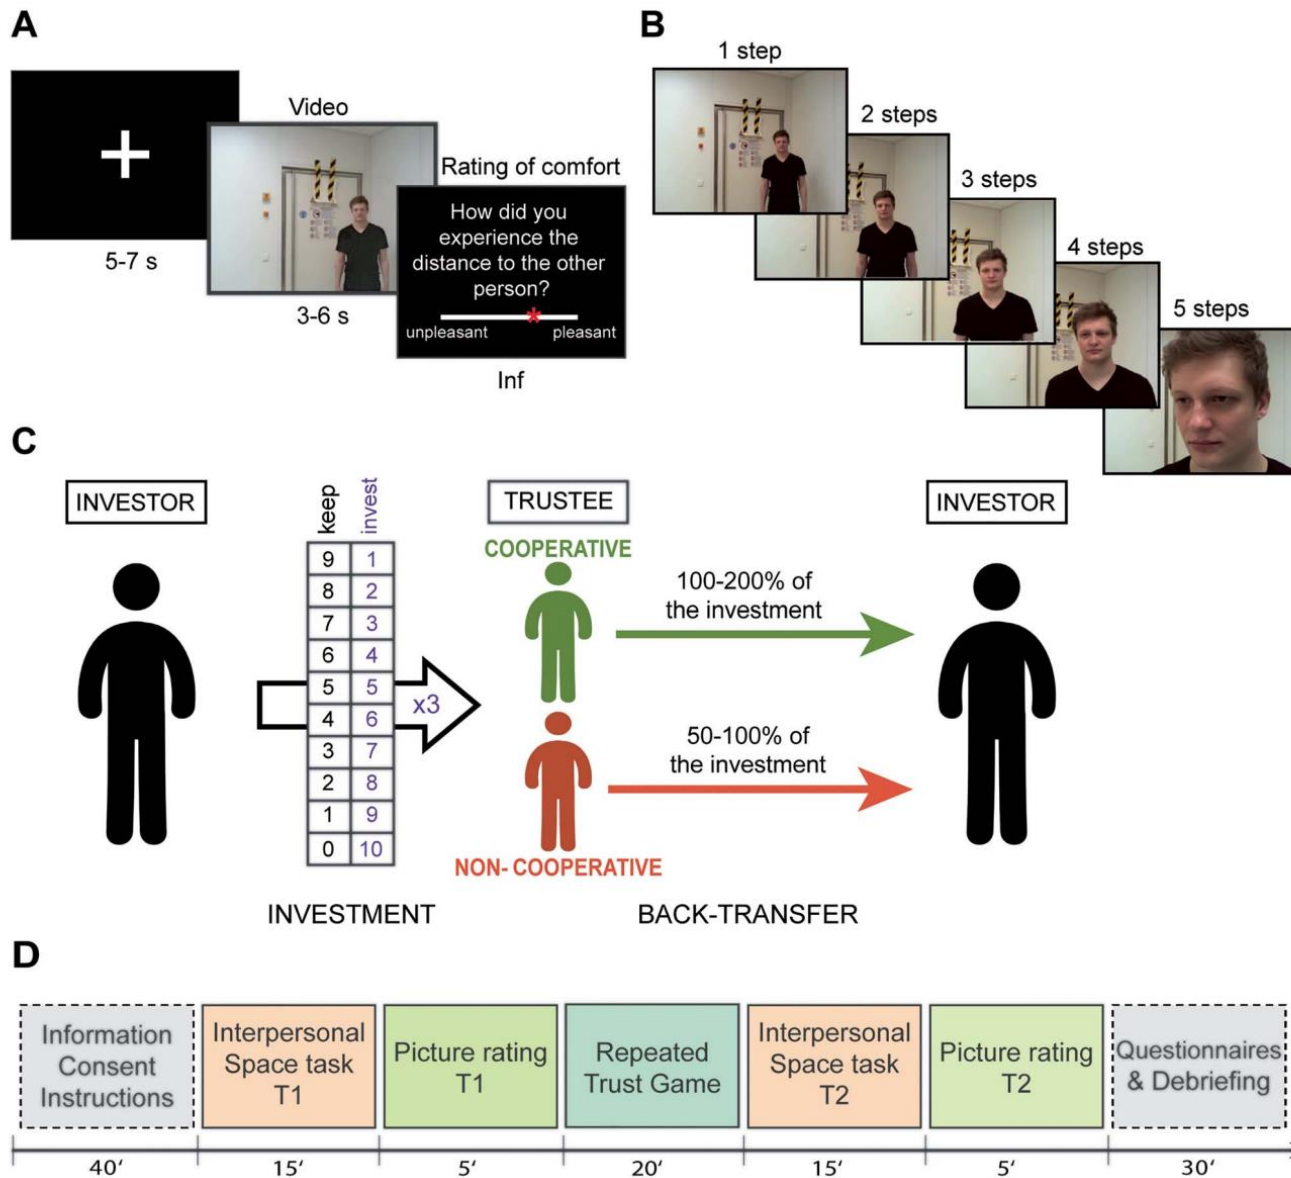 A
Video
Rating of comfort
How did you
experience the
distance to the other
person?
*
unpleasant pleasant
5-7 s
3-6 s
Inf
B
1 step
2 steps
3 steps
4 steps
5 steps
C
INVESTOR
keep invest
9 1
8 2
7 3
6 4
5 5
4 6
3 7
2 8
1 9
0 10
x3
INVESTMENT
TRUSTEE
COOPERATIVE
NON- COOPERATIVE
100-200% of
the investment
50-100% of
the investment
BACK-TRANSFER
INVESTOR
D
Information
Consent
Instructions
Interpersonal
Space task
T1
Picture rating
T1
Repeated
Trust Game
Interpersonal
Space task
T2
Picture rating
T2
Questionnaires
& Debriefing
40‘ 15‘ 5‘ 20‘ 15‘ 5‘ 30‘